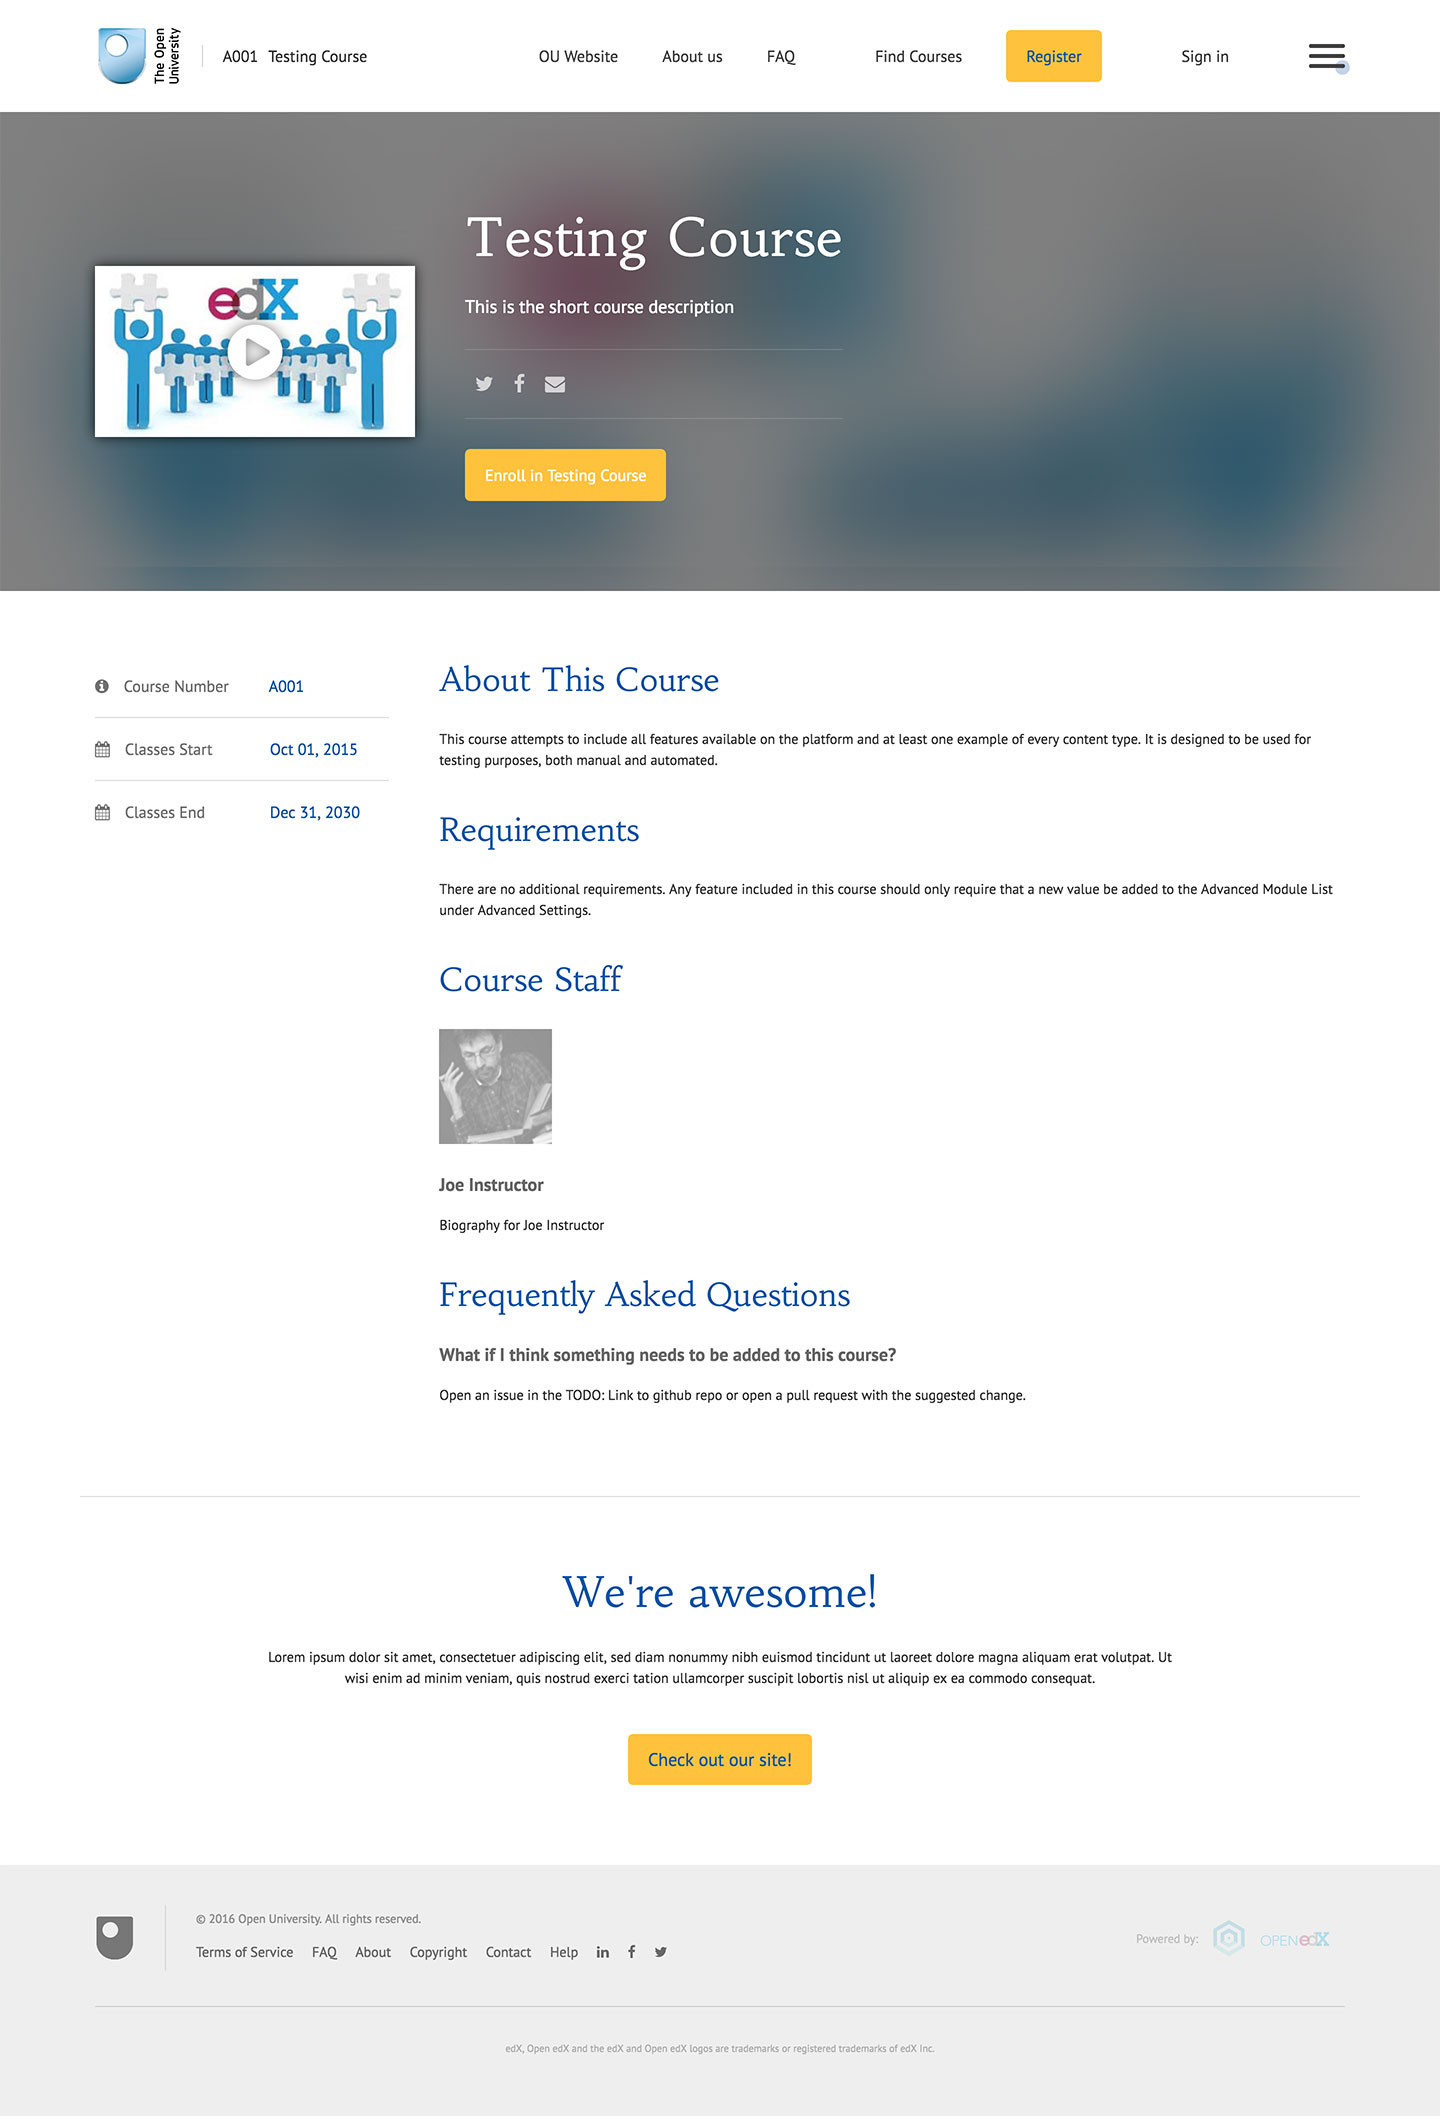 The Open
University
A001 Testing Course
OU Website
About us
FAQ
Find Courses
Register
Sign in
edX
Testing Course
This is the short course description
Enroll in Testing Course
Course Number A001
Classes Start Oct 01, 2015
Classes End Dec 31, 2030
About This Course
This course attempts to include all features available on the platform and at least one example of every content type. It is designed to be used for
testing purposes, both manual and automated.
Requirements
There are no additional requirements. Any feature included in this course should only require that a new value be added to the Advanced Module List
under Advanced Settings.
Course Staff
Joe Instructor
Biography for Joe Instructor
Frequently Asked Questions
What if I think something needs to be added to this course?
Open an issue in the TODO: Link to github repo or open a pull request with the suggested change.
We're awesome!
Lorem ipsum dolor sit amet, consectetuer adipiscing elit, sed diam nonummy nibh euismod tincidunt ut laoreet dolore magna aliquam erat volutpat. Ut
wisi enim ad minim veniam, quis nostrud exerci tation ullamcorper suscipit lobortis nisl ut aliquip ex ea commodo consequat.
Check out our site!
© 2016 Open University. All rights reserved.
Terms of Service FAQ About Copyright Contact Help
Powered by: OPEN edX
edX, Open edX and the edX and Open edX logos are trademarks or registered trademarks of edX Inc.